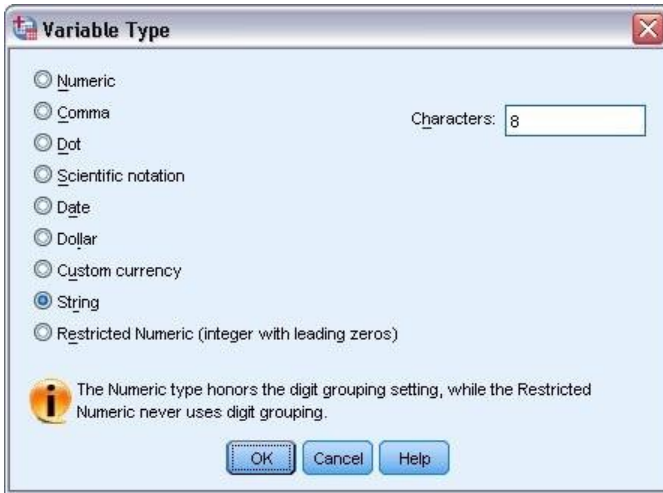 Variable Type
Numeric
Comma
Characters: 8
Dot
Scientific notation
Date
Dollar
Custom currency
String
Restricted Numeric (integer with leading zeros)
The Numeric type honors the digit grouping setting, while the Restricted
Numeric never uses digit grouping.
OK Cancel Help